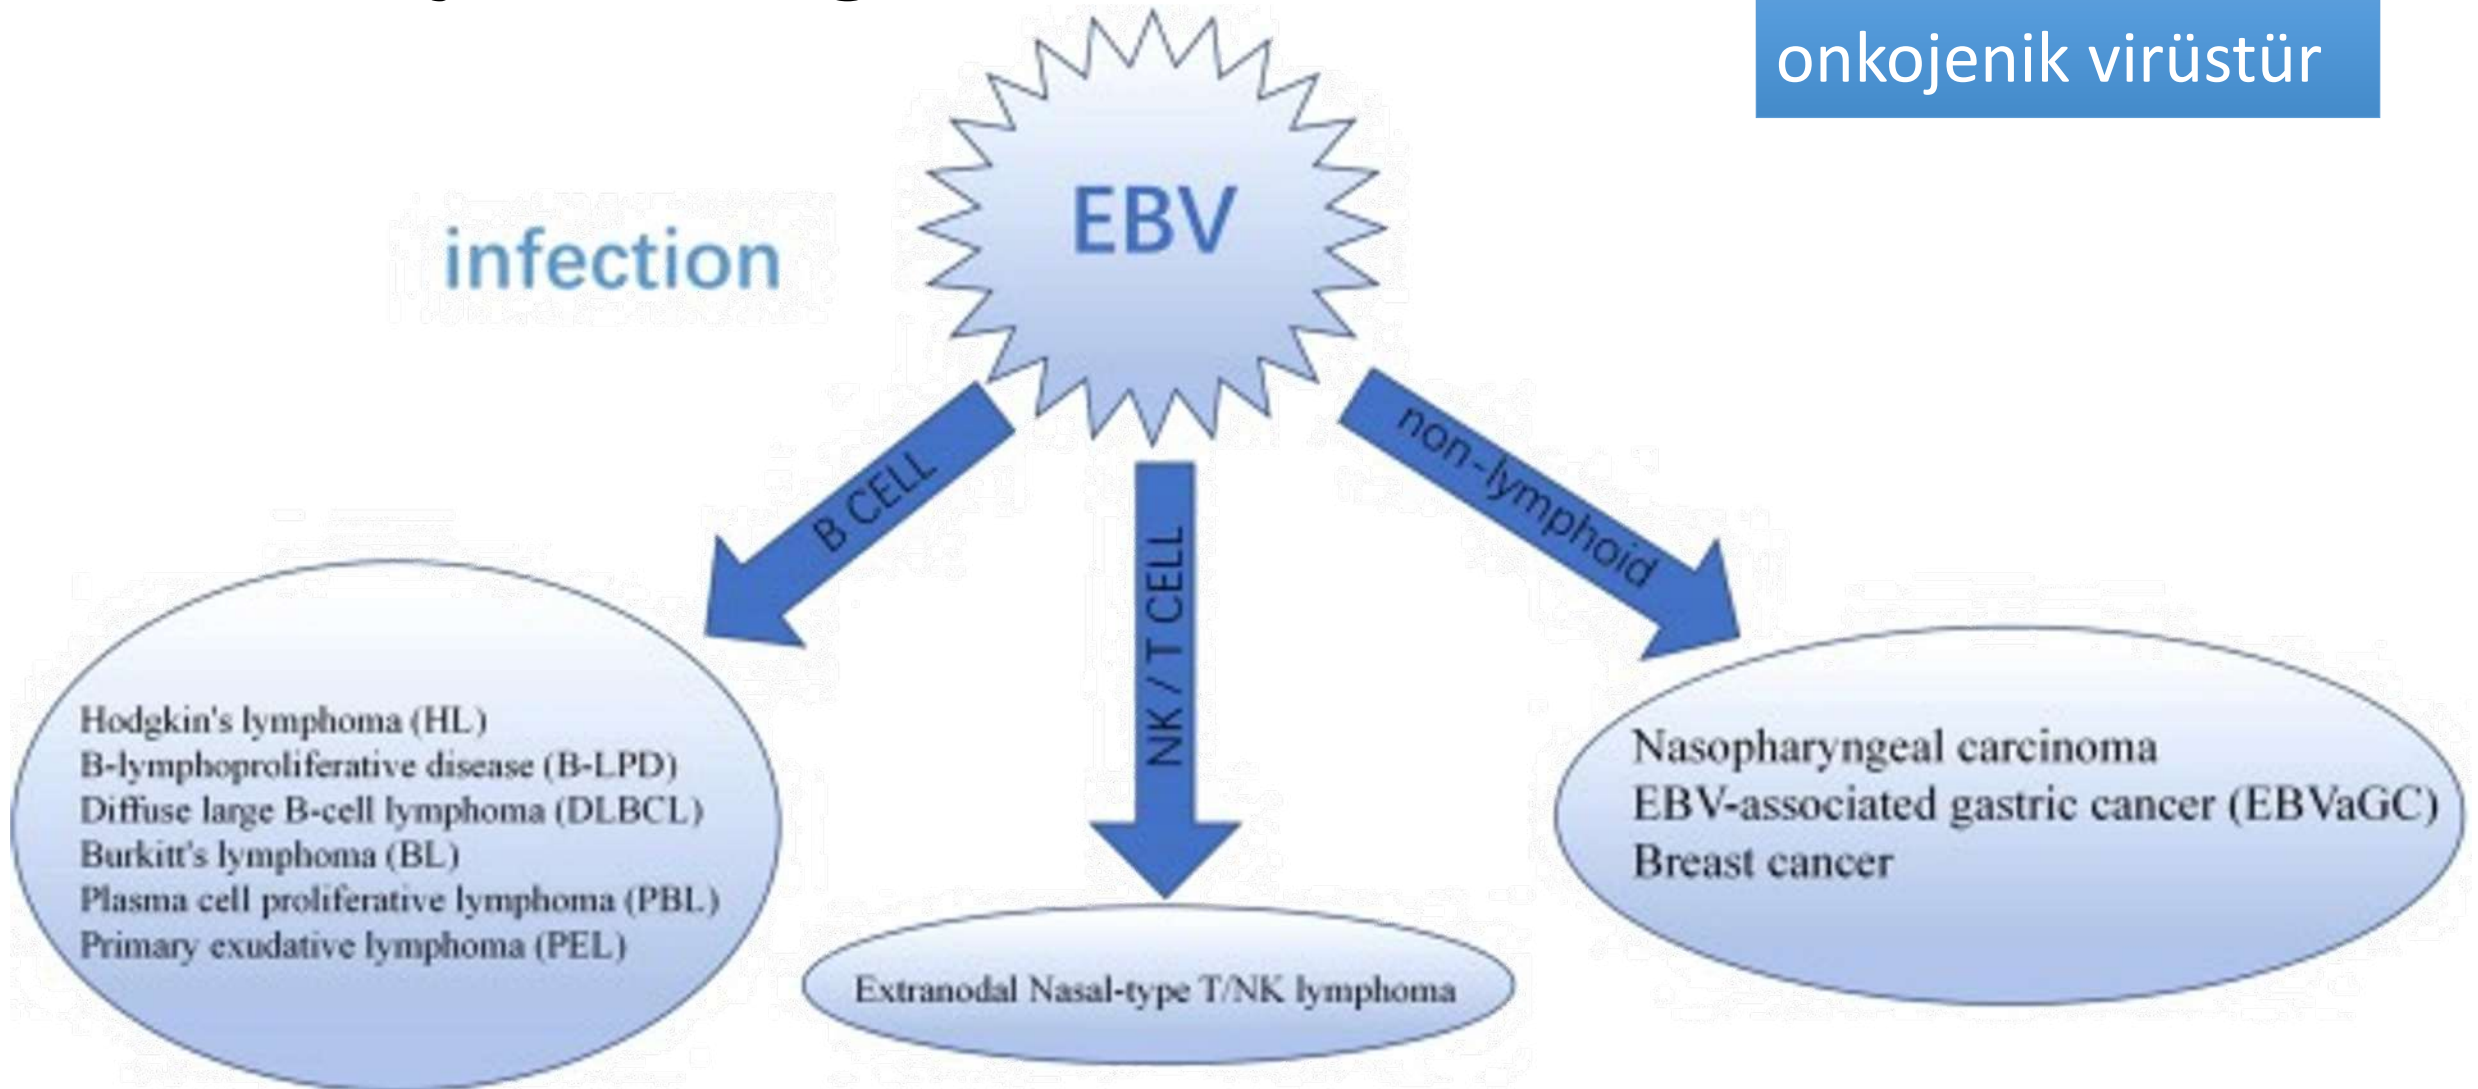 onkojenik virüstür
EBV
infection
B CELL
NK / T CELL
non-lymphoid
Hodgkin's lymphoma (HL)
B-lymphoproliferative disease (B-LPD)
Diffuse large B-cell lymphoma (DLBCL)
Burkitt's lymphoma (BL)
Plasma cell proliferative lymphoma (PBL)
Primary exudative lymphoma (PEL)
Extranodal Nasal-type T/NK lymphoma
Nasopharyngeal carcinoma
EBV-associated gastric cancer (EBVaGC)
Breast cancer